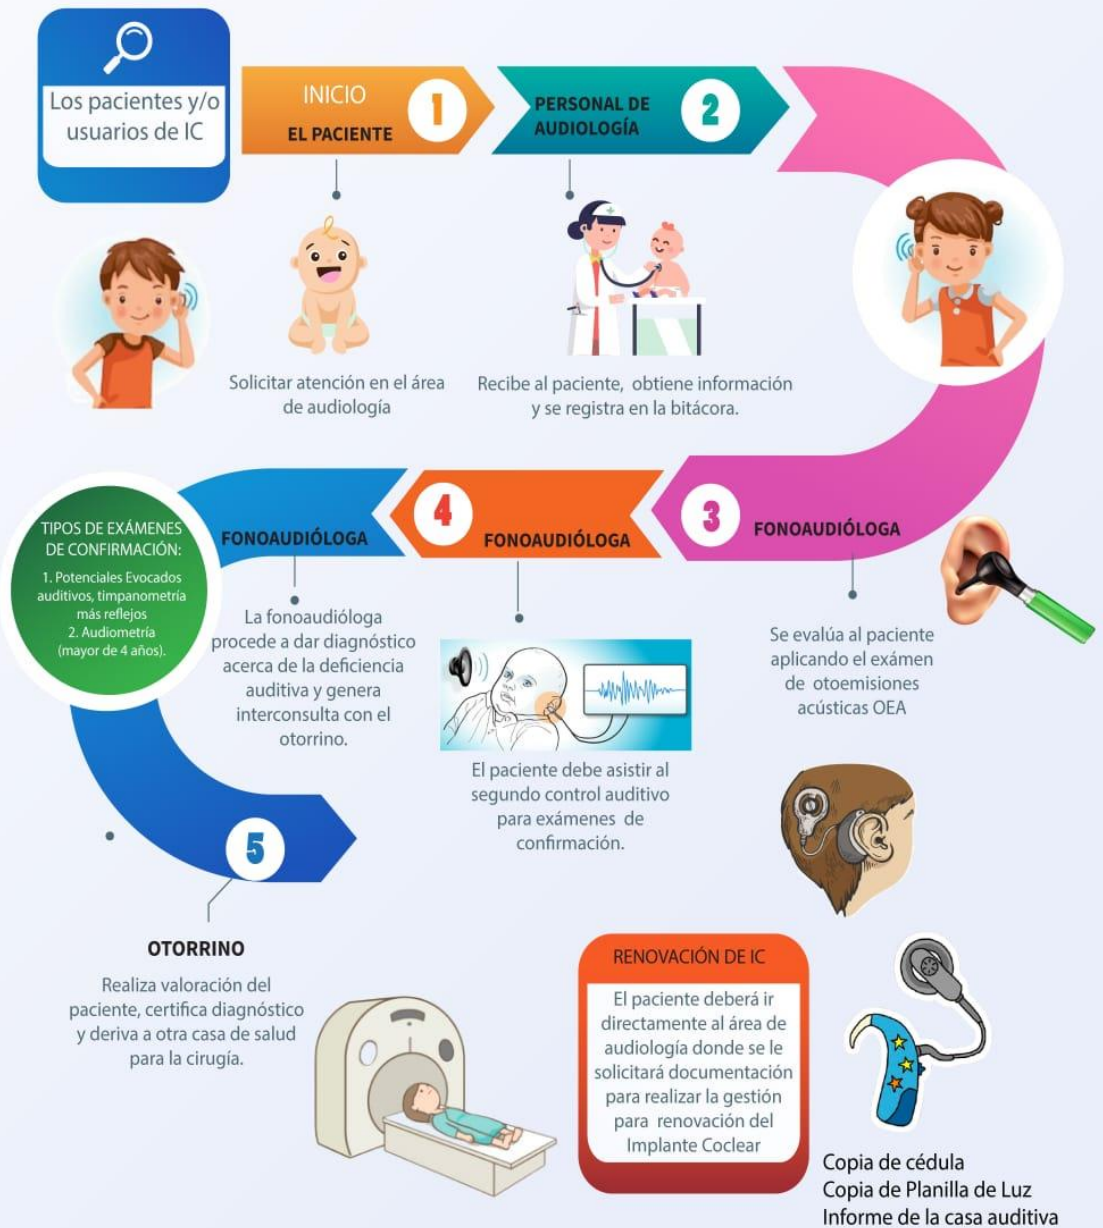 Los pacientes y/o
usuarios de IC
INICIO
EL PACIENTE
1
PERSONAL DE
AUDIOLOGÍA
2
Solicitar atención en el área
de audiología
Recibe al paciente, obtiene información
y se registra en la bitácora.
3
FONOAUDIÓLOGA
Se evalúa al paciente
aplicando el exámen
de otoemisiones
acústicas OEA
4
FONOAUDIÓLOGA
El paciente debe asistir al
segundo control auditivo
para exámenes de
confirmación.
FONOAUDIÓLOGA
La fonoaudióloga
procede a dar diagnóstico
acerca de la deficiencia
auditiva y genera
interconsulta con el
otorrino.
TIPOS DE EXÁMENES
DE CONFIRMACIÓN:
1. Potenciales Evocados
auditivos, timpanometría
más reflejos
2. Audiometría
(mayor de 4 años).
5
OTORRINO
Realiza valoración del
paciente, certifica diagnóstico
y deriva a otra casa de salud
para la cirugía.
RENOVACIÓN DE IC
El paciente deberá ir
directamente al área de
audiología donde se le
solicitará documentación
para realizar la gestión
para renovación del
Implante Coclear
Copia de cédula
Copia de Planilla de Luz
Informe de la casa auditiva